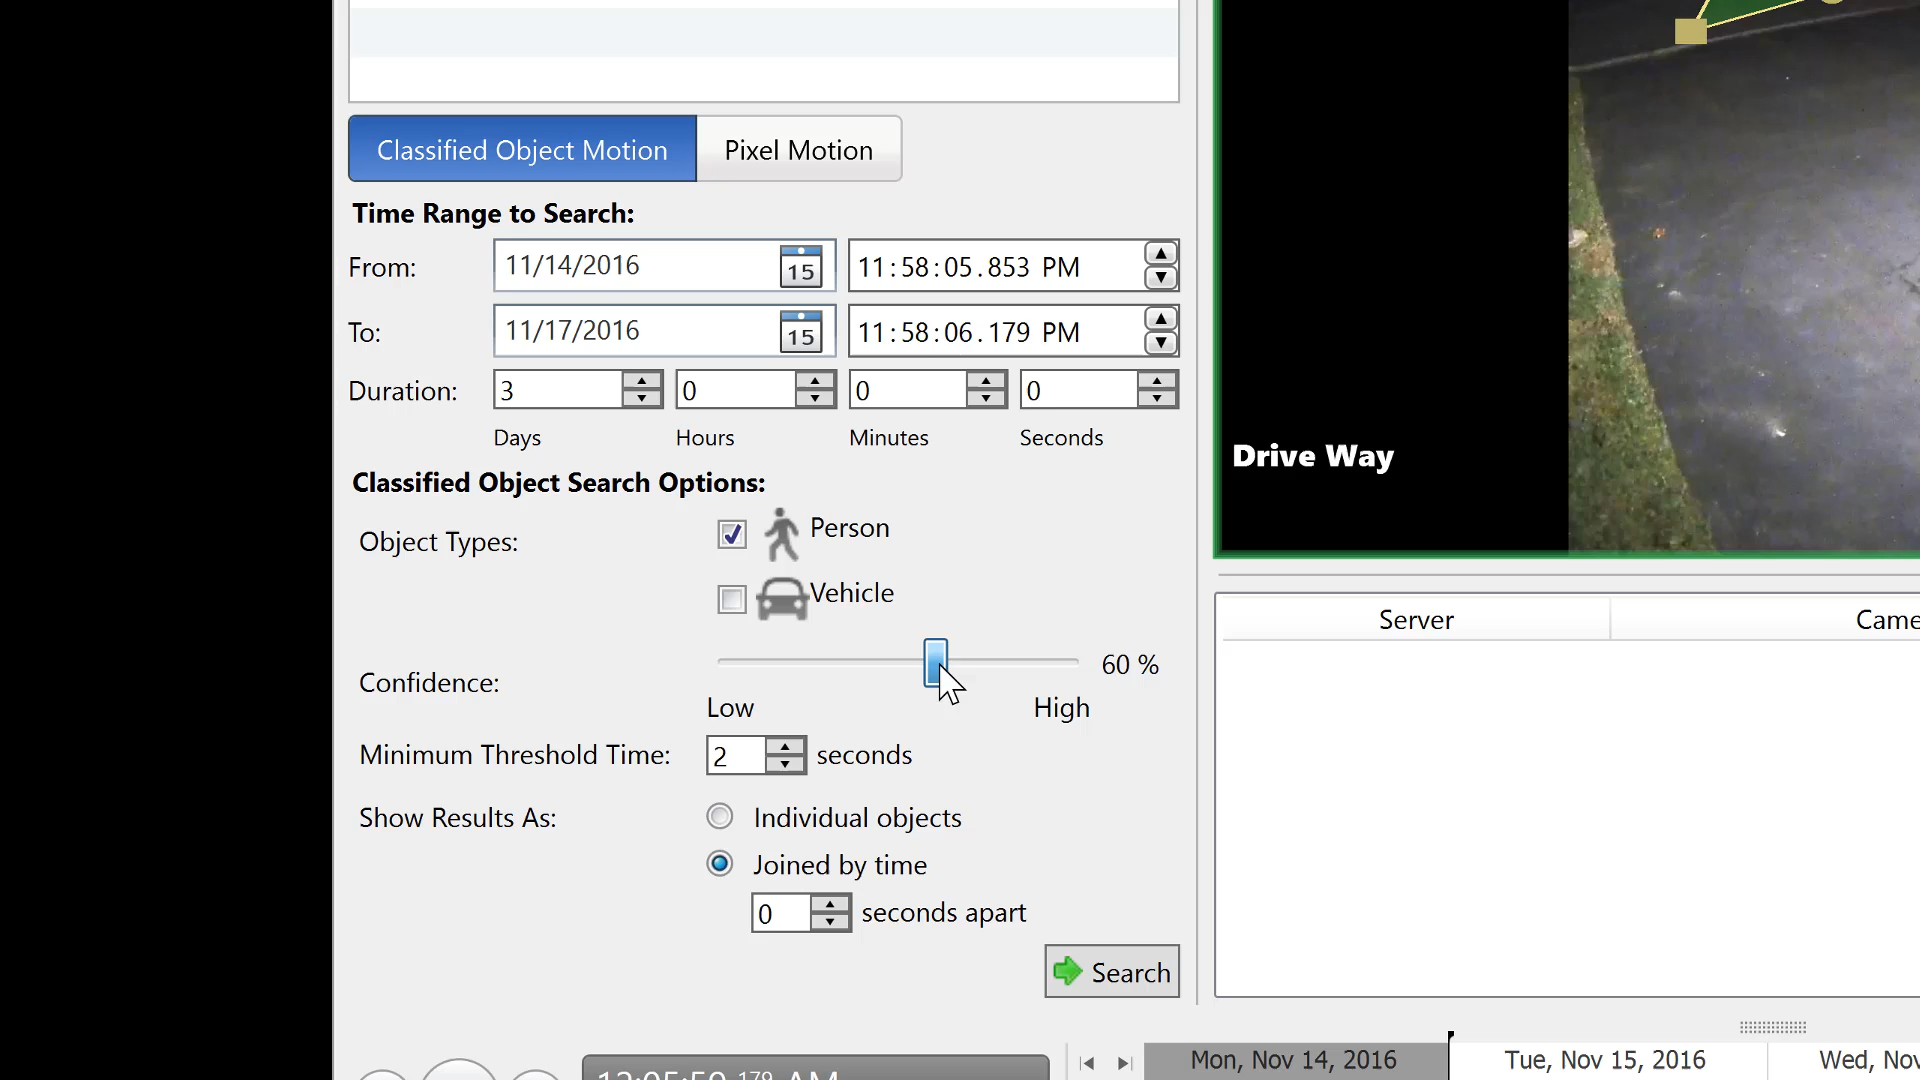 Classified Object Motion
Pixel Motion
Time Range to Search:
From:
11/14/2016
15
11:58:05.853 PM
To:
11/17/2016
15
11:58:06.179 PM
Duration:
3
0
0
0
Days
Hours
Minutes
Seconds
Classified Object Search Options:
Object Types:
Person
Vehicle
Confidence:
60 %
Low
High
Minimum Threshold Time:
2
seconds
Show Results As:
Individual objects
Joined by time
0
seconds apart
Search
Drive Way
Server
Came
Mon, Nov 14, 2016
Tue, Nov 15, 2016
Wed, Nov